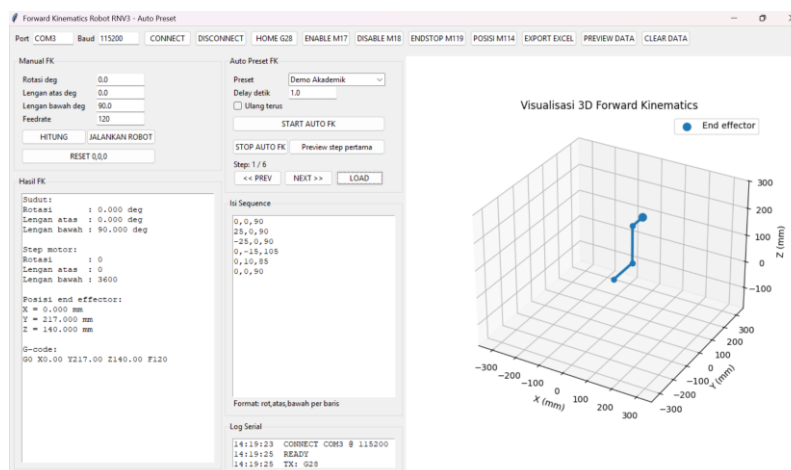 Forward Kinematics Robot RNV3 - Auto Preset
Port COM3 Baud 115200 CONNECT DISCONNECT HOME G28 ENABLE M17 DISABLE M18 ENDSTOP M119 POSISI M114 EXPORT EXCEL PREVIEW DATA CLEAR DATA
Manual FK
Rotasi deg 0.0
Lengan atas deg 0.0
Lengan bawah deg 90.0
Feedrate 120
HITUNG JALANKAN ROBOT
RESET 0,0,0
Hasil FK
Sudut:
Rotasi : 0.000 deg
Lengan atas : 0.000 deg
Lengan bawah : 90.000 deg
Step motor:
Rotasi : 0
Lengan atas : 0
Lengan bawah : 3600
Posisi end effector:
X = 0.000 mm
Y = 217.000 mm
Z = 140.000 mm
G-code:
G0 X0.00 Y217.00 Z140.00 F120
Auto Preset FK
Preset Demo Akademik
Delay detik 1.0
Ulang terus
START AUTO FK
STOP AUTO FK Preview step pertama
Step: 1 / 6
<< PREV NEXT >> LOAD
Isi Sequence
0,0,90
25,0,90
-25,0,90
0,-15,105
0,10,85
0,0,90
Format: rot,atas,bawah per baris
Log Serial
14:19:23 CONNECT COM3 @ 115200
14:19:25 READY
14:19:25 TX: G28
Visualisasi 3D Forward Kinematics
End effector
300
200
100
0
-100
Z (mm)
300
200
100
0
-100
-200
-300
Y (mm)
-300
-200
-100
0
100
200
300
X (mm)